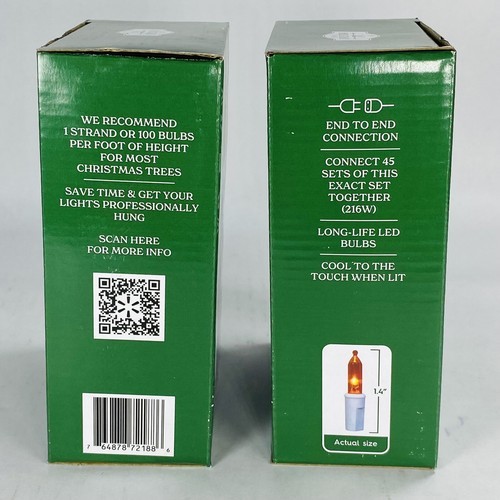 WE RECOMMEND
1 STRAND OR 100 BULBS
PER FOOT OF HEIGHT
FOR MOST
CHRISTMAS TREES
SAVE TIME & GET YOUR
LIGHTS PROFESSIONALLY
HUNG
SCAN HERE
FOR MORE INFO
7 64878 72188 6
END TO END
CONNECTION
CONNECT 45
SETS OF THIS
EXACT SET
TOGETHER
(216W)
LONG-LIFE LED
BULBS
COOL TO THE
TOUCH WHEN LIT
1.4"
Actual size